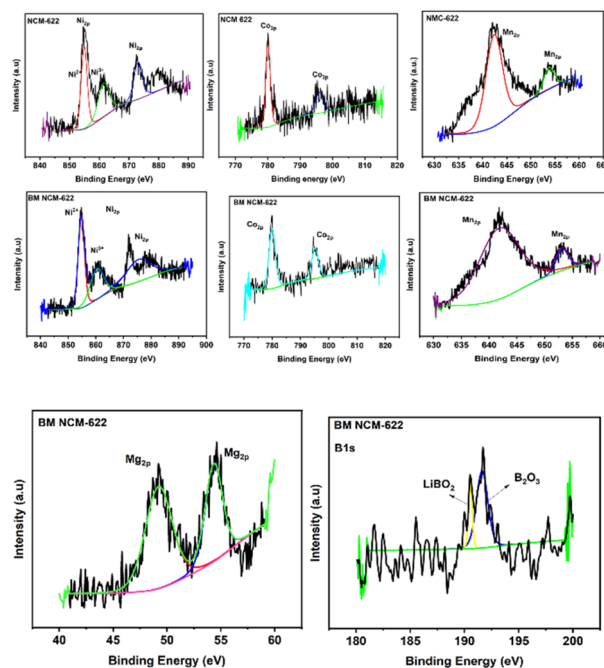 NCM-622
Ni2p
Ni2+
Ni3+
Ni2p
Intensity (a.u)
840 850 860 870 880 890
Binding Energy (eV)
NCM 622
Co2p
Co2p
Intensity (a.u)
770 780 790 800 810 820
Binding Energy (eV)
NMC-622
Mn2p
Mn2p
Intensity (a.u.)
630 635 640 645 650 655 660 665
Binding Energy (eV)
BM NCM-622
Ni2+
Ni3+
Ni2p
Ni2p
Intensity (a.u)
840 850 860 870 880 890 900
Binding Energy (eV)
BM NCM-622
Co2p
Co2p
Intensity (a.u)
770 780 790 800 810 820
Binding Energy (eV)
BM NCM-622
Mn2p
Mn2p
Intensity (a.u)
630 635 640 645 650 655 660
Binding Energy (eV)
BM NCM-622
Mg2p
Mg2p
Intensity (a.u)
40 45 50 55 60
Binding Energy (eV)
BM NCM-622
B1s
LiBO2
B2O3
Intensity (a.u)
180 190 192 196 200
Binding Energy (eV)